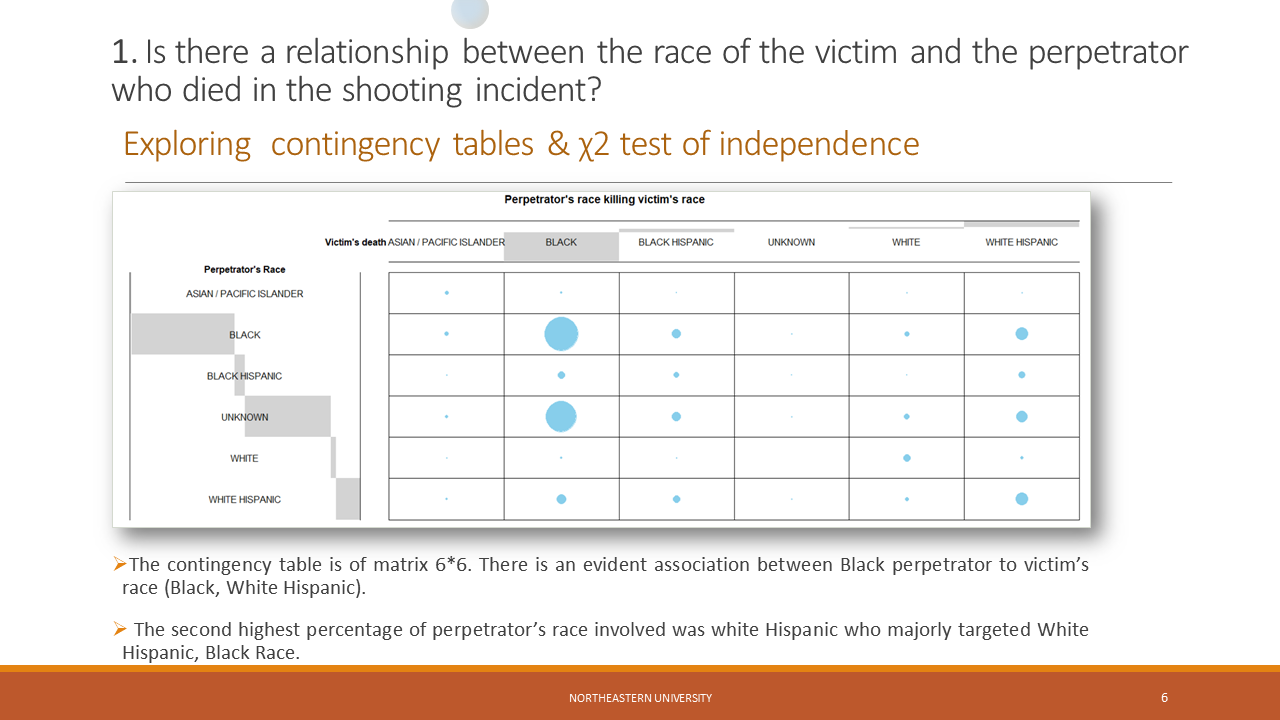 1. Is there a relationship between the race of the victim and the perpetrator
who died in the shooting incident?
Exploring contingency tables & χ2 test of independence
Perpetrator's race killing victim's race
Victim's death ASIAN / PACIFIC ISLANDER BLACK BLACK HISPANIC UNKNOWN WHITE WHITE HISPANIC
Perpetrator's Race
ASIAN / PACIFIC ISLANDER
BLACK
BLACK HISPANIC
UNKNOWN
WHITE
WHITE HISPANIC
➢The contingency table is of matrix 6*6. There is an evident association between Black perpetrator to victim’s
race (Black, White Hispanic).
➢ The second highest percentage of perpetrator’s race involved was white Hispanic who majorly targeted White
Hispanic, Black Race.
NORTHEASTERN UNIVERSITY 6